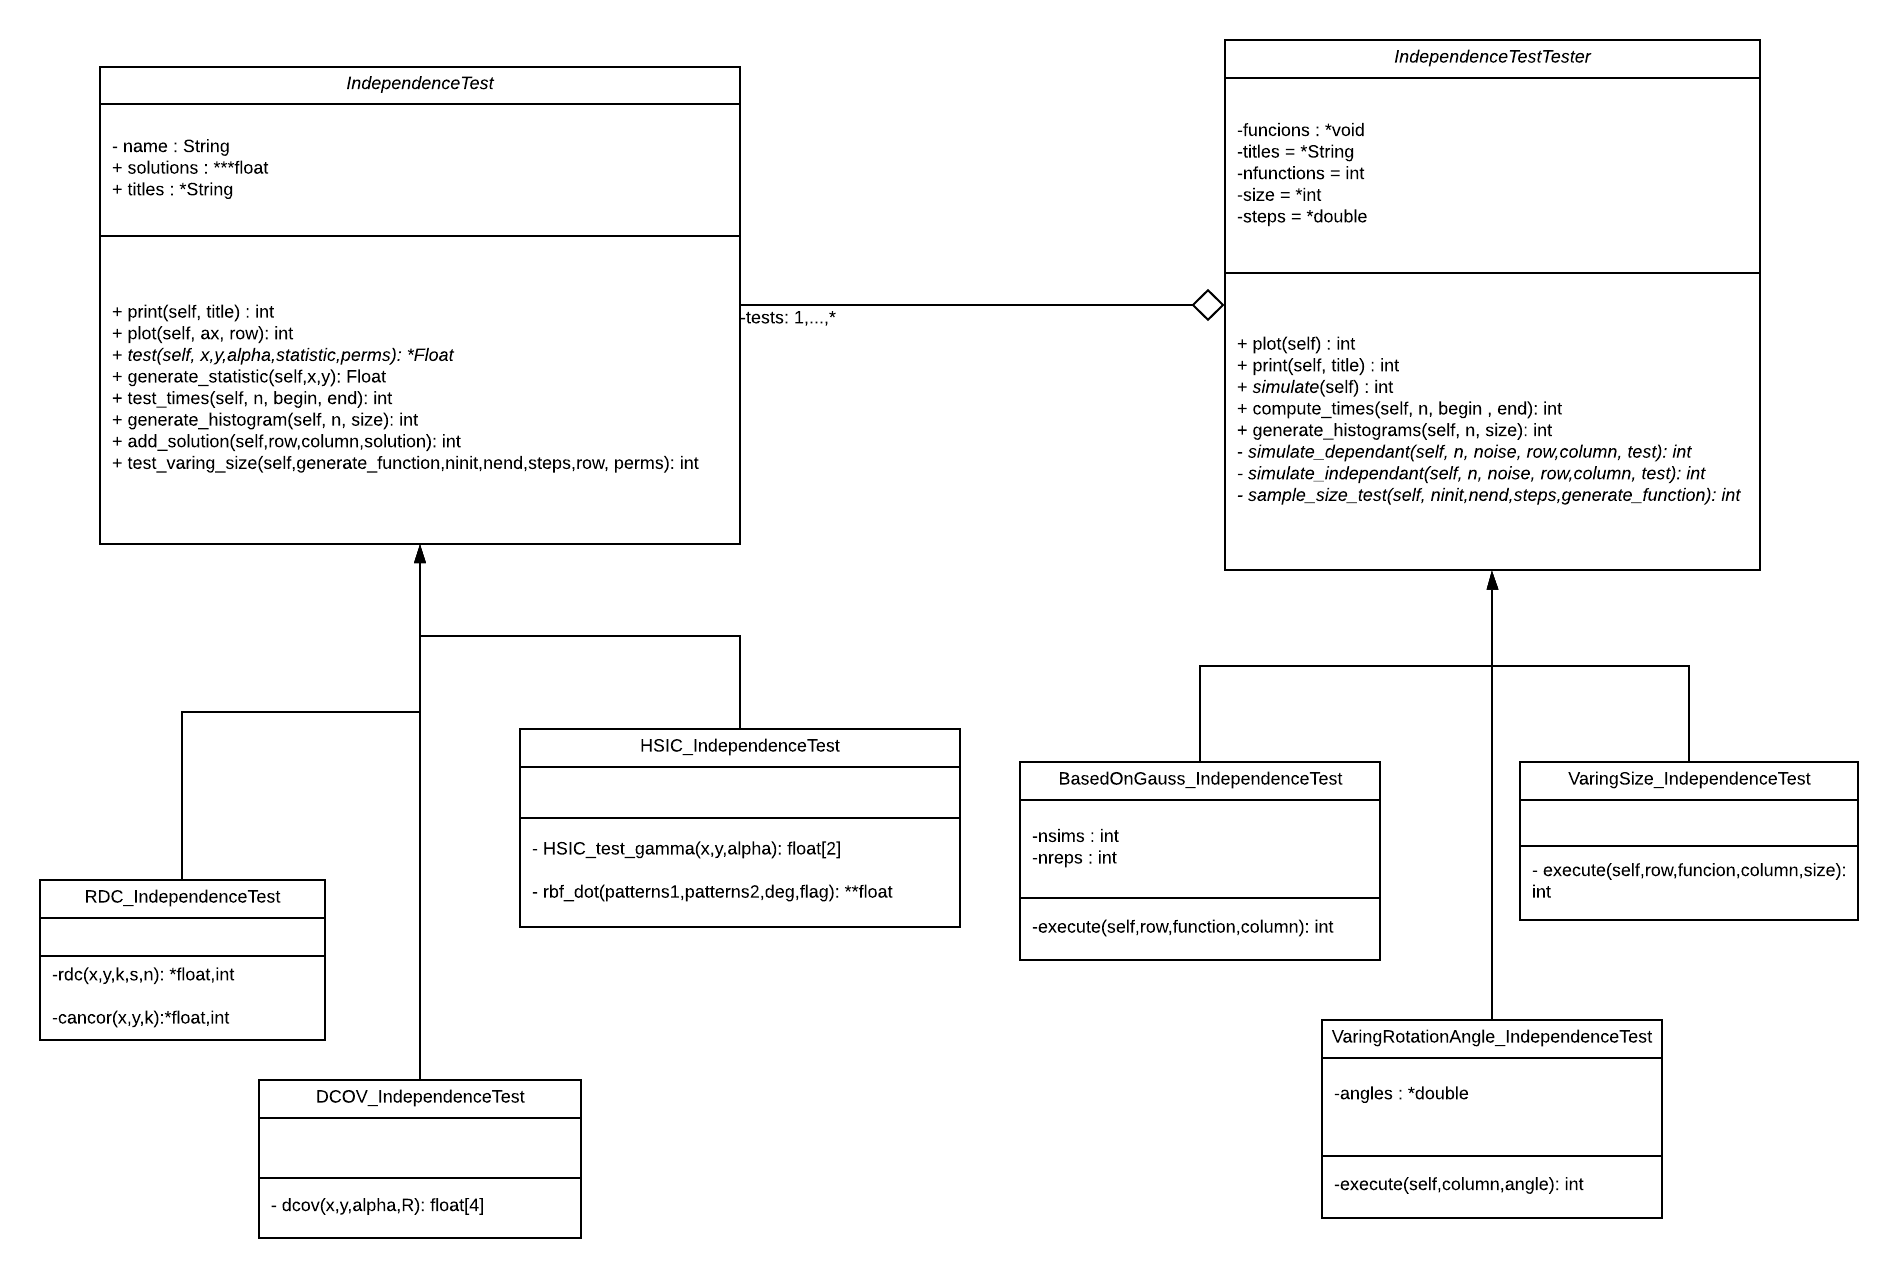 IndependenceTest
- name : String
+ solutions : ***float
+ titles : *String
+ print(self, title) : int
+ plot(self, ax, row): int
+ test(self, x,y,alpha,statistic,perms): *Float
+ generate_statistic(self,x,y): Float
+ test_times(self, n, begin, end): int
+ generate_histogram(self, n, size): int
+ add_solution(self,row,column,solution): int
+ test_varing_size(self,generate_function,ninit,nend,steps,row, perms): int
-tests: 1,...,*
IndependenceTestTester
-funcions : *void
-titles = *String
-nfunctions = int
-size = *int
-steps = *double
+ plot(self) : int
+ print(self, title) : int
+ simulate(self) : int
+ compute_times(self, n, begin , end): int
+ generate_histograms(self, n, size): int
- simulate_dependant(self, n, noise, row,column, test): int
- simulate_independant(self, n, noise, row,column, test): int
- sample_size_test(self, ninit,nend,steps,generate_function): int
HSIC_IndependenceTest
- HSIC_test_gamma(x,y,alpha): float[2]
- rbf_dot(patterns1,patterns2,deg,flag): **float
RDC_IndependenceTest
-rdc(x,y,k,s,n): *float,int
-cancor(x,y,k):*float,int
DCOV_IndependenceTest
- dcov(x,y,alpha,R): float[4]
BasedOnGauss_IndependenceTest
-nsims : int
-nreps : int
-execute(self,row,function,column): int
VaringSize_IndependenceTest
- execute(self,row,funcion,column,size):
int
VaringRotationAngle_IndependenceTest
-angles : *double
-execute(self,column,angle): int